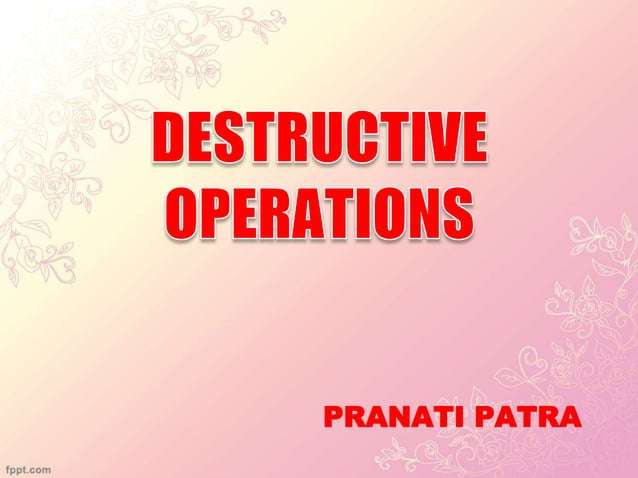 DESTRUCTIVE
OPERATIONS
PRANATI PATRA
fppt.com